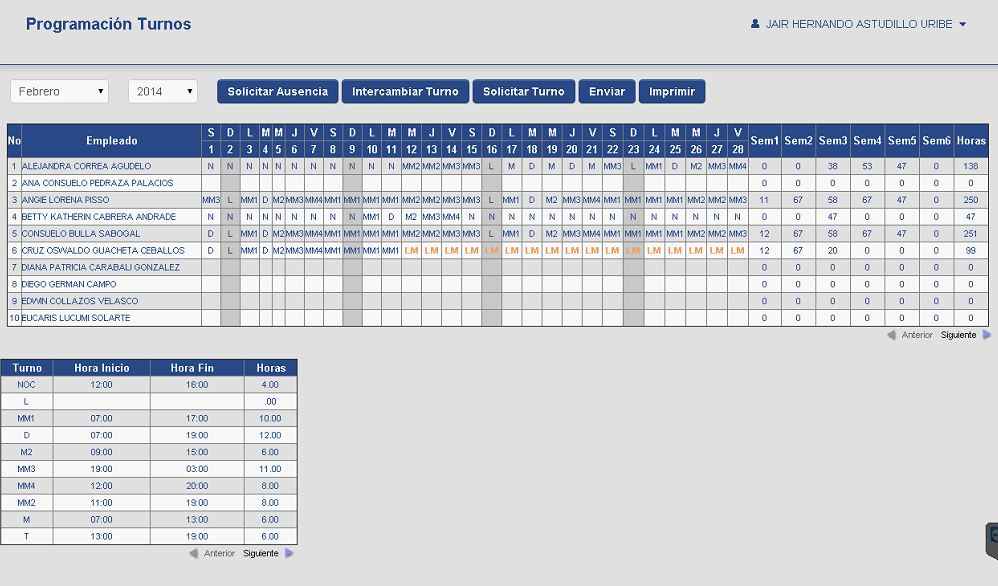 Programación Turnos
JAIR HERNANDO ASTUDILLO URIBE
Febrero 2014 Solicitar Ausencia Intercambiar Turno Solicitar Turno Enviar Imprimir
No Empleado S D L M M J V S D L M M J V S D L M M J V S D L M M J V Sem1 Sem2 Sem3 Sem4 Sem5 Sem6 Horas
1 2 3 4 5 6 7 8 9 10 11 12 13 14 15 16 17 18 19 20 21 22 23 24 25 26 27 28
1 ALEJANDRA CORREA AGUDELO N N N N N N N N N N N MM2 MM2 MM3 MM3 L M D M D M MM3 L MM1 D M2 MM3 MM4 0 0 38 53 47 0 138
2 ANA CONSUELO PEDRAZA PALACIOS 0 0 0 0 0 0 0
3 ANGIE LORENA PISSO MM3 L MM1 D M2 MM3 MM4 MM1 MM1 MM1 MM1 MM2 MM2 MM3 MM3 L MM1 D M2 MM3 MM4 MM1 MM1 MM1 MM1 MM2 MM2 MM3 11 67 58 67 47 0 250
4 BETTY KATHERIN CABRERA ANDRADE N N N N N N N N N MM1 D M2 MM3 MM4 N N N N N N N N N N N N N N 0 0 47 0 0 0 47
5 CONSUELO BULLA SABOGAL D L MM1 D M2 MM3 MM4 MM1 MM1 MM1 MM1 MM2 MM2 MM3 MM3 L MM1 D M2 MM3 MM4 MM1 MM1 MM1 MM1 MM2 MM2 MM3 12 67 58 67 47 0 251
6 CRUZ OSWALDO GUACHETA CEBALLOS D L MM1 D M2 MM3 MM4 MM1 MM1 MM1 MM1 LM LM LM LM LM LM LM LM LM LM LM LM LM LM LM LM LM 12 67 20 0 0 0 99
7 DIANA PATRICIA CARABALI GONZALEZ 0 0 0 0 0 0 0
8 DIEGO GERMAN CAMPO 0 0 0 0 0 0 0
9 EDWIN COLLAZOS VELASCO 0 0 0 0 0 0 0
10 EUCARIS LUCUMI SOLARTE 0 0 0 0 0 0 0
Anterior Siguiente
Turno Hora Inicio Hora Fin Horas
NOC 12:00 16:00 4.00
L .00
MM1 07:00 17:00 10.00
D 07:00 19:00 12.00
M2 09:00 15:00 6.00
MM3 19:00 03:00 11.00
MM4 12:00 20:00 8.00
MM2 11:00 19:00 8.00
M 07:00 13:00 6.00
T 13:00 19:00 6.00
Anterior Siguiente